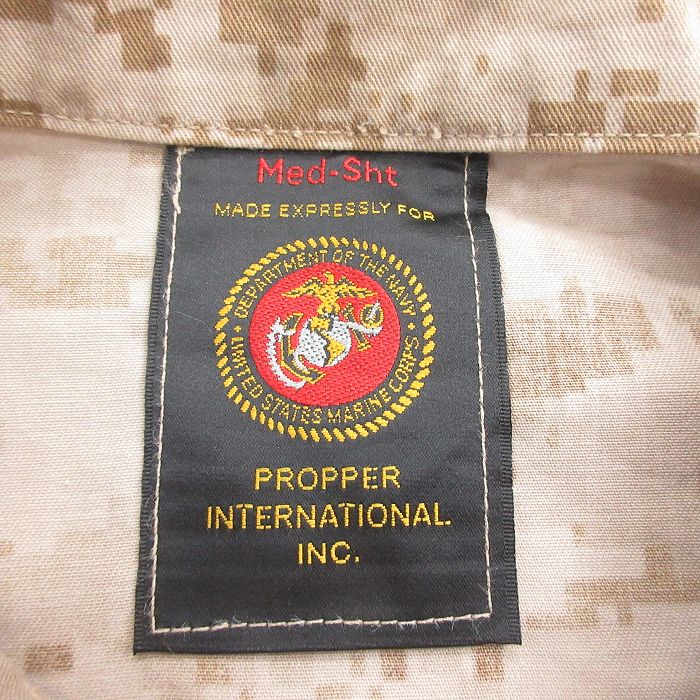 Med-Sht
MADE EXPRESSLY FOR
DEPARTMENT OF THE NAVY
UNITED STATES MARINE CORPS
PROPPER
INTERNATIONAL
INC.